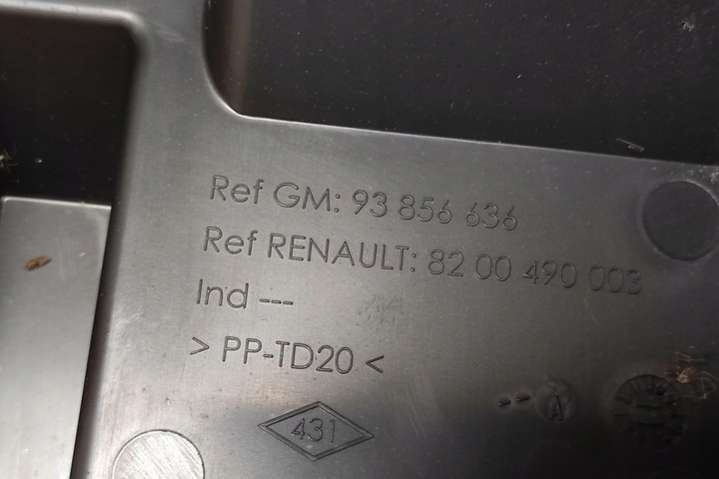 Ref GM: 93 856 636
Ref RENAULT: 82 00 490 003
Ind ---
> PP-TD20 <
431
A